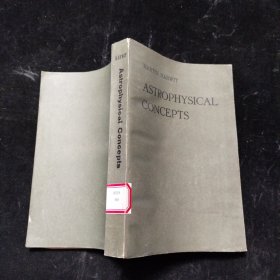 MARTIN HARWIT
ASTROPHYSICAL
CONCEPTS
HARWIT
Astrophysical Concepts